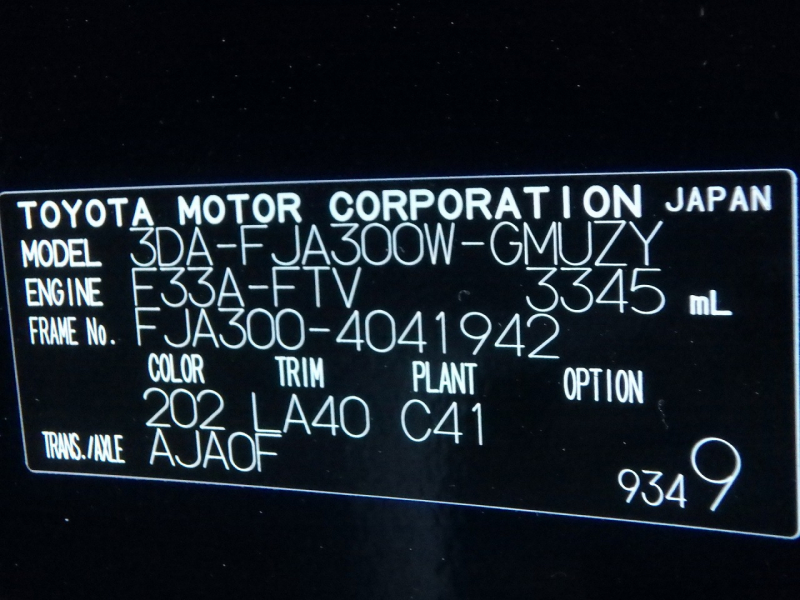 TOYOTA MOTOR CORPORATION JAPAN
MODEL 3DA-FJA300W-GMUZY
ENGINE F33A-FTV 3345 mL
FRAME No. FJA300-4041942
COLOR TRIM PLANT OPTION
202 LA40 C41
TRANS./AXLE AJA0F
9349